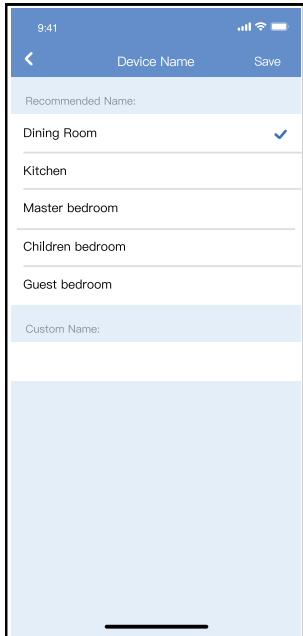 9:41
Device Name
Save
Recommended Name:
Dining Room
Kitchen
Master bedroom
Children bedroom
Guest bedroom
Custom Name: